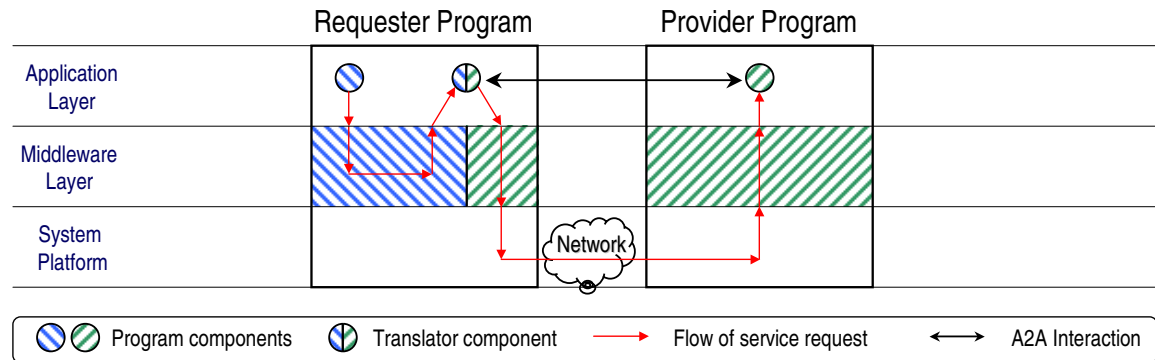 Requester Program
Provider Program
Application
Layer
Middleware
Layer
System
Platform
Network
Program components
Translator component
Flow of service request
A2A Interaction